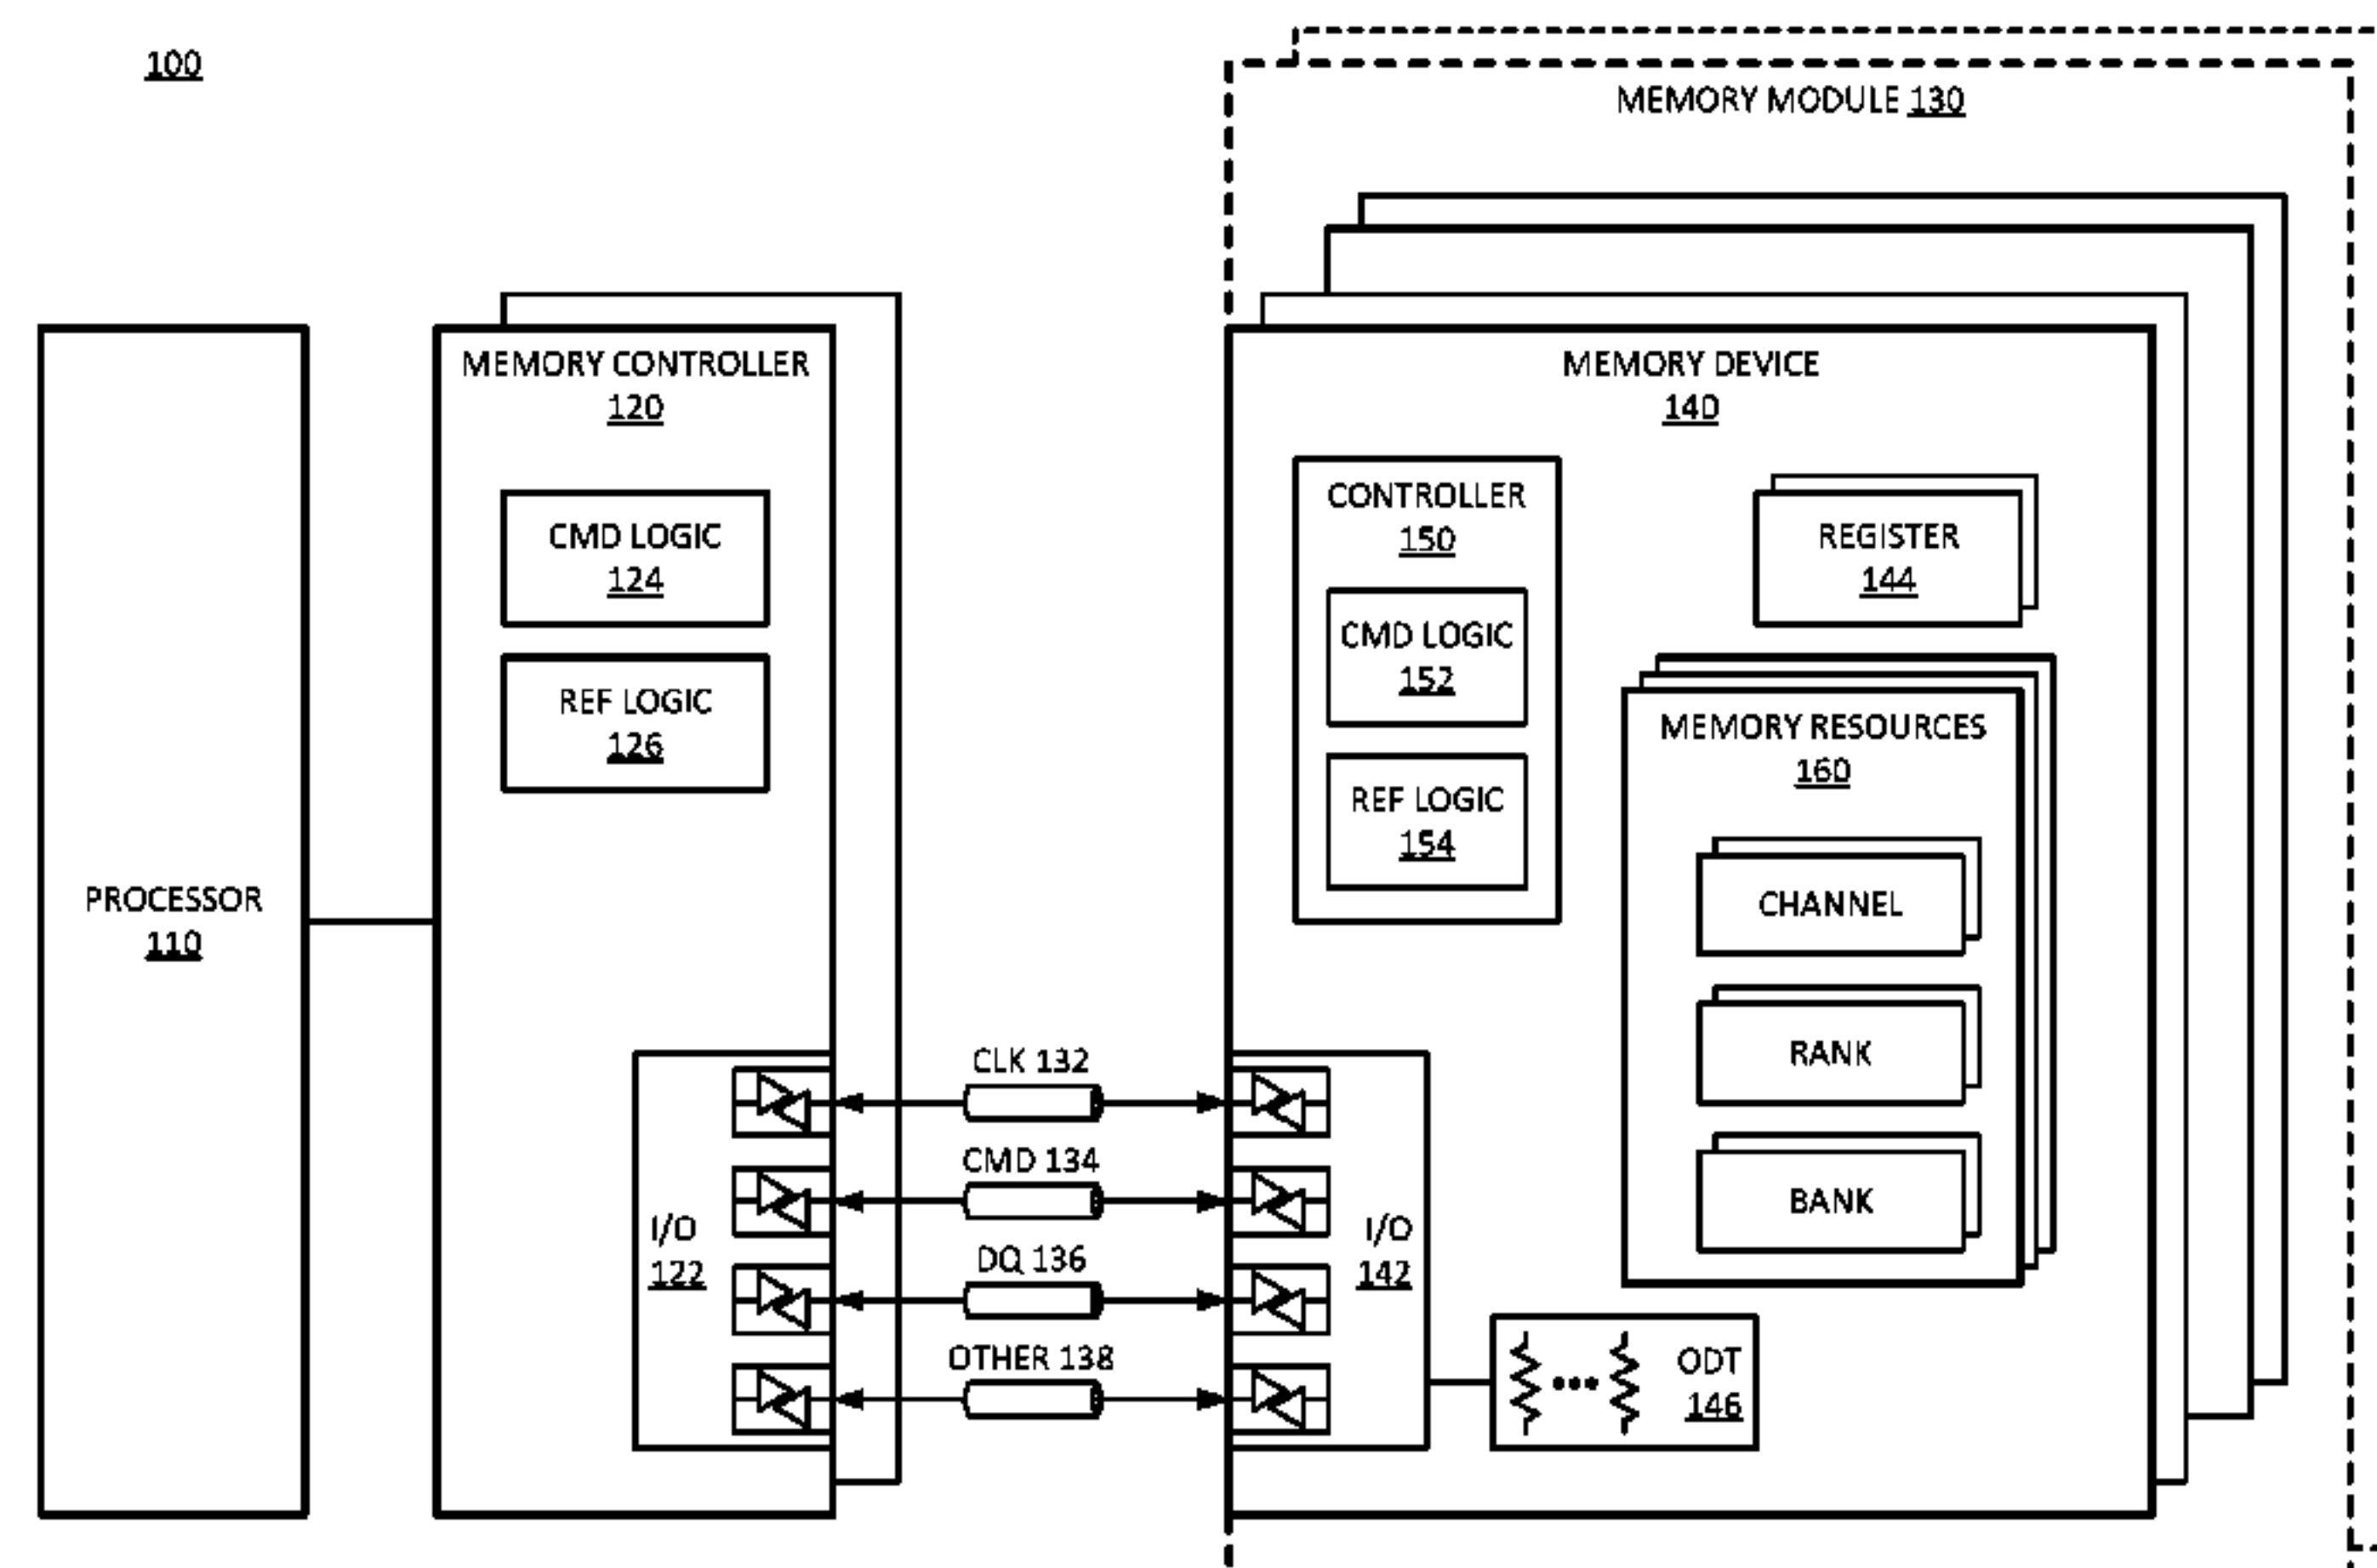 100
MEMORY MODULE 130
PROCESSOR
110
MEMORY CONTROLLER
120
CMD LOGIC
124
REF LOGIC
126
I/O
122
CLK 132
CMD 134
DQ 136
OTHER 138
MEMORY DEVICE
140
CONTROLLER
150
CMD LOGIC
152
REF LOGIC
154
REGISTER
144
MEMORY RESOURCES
160
CHANNEL
RANK
BANK
I/O
142
ODT
146